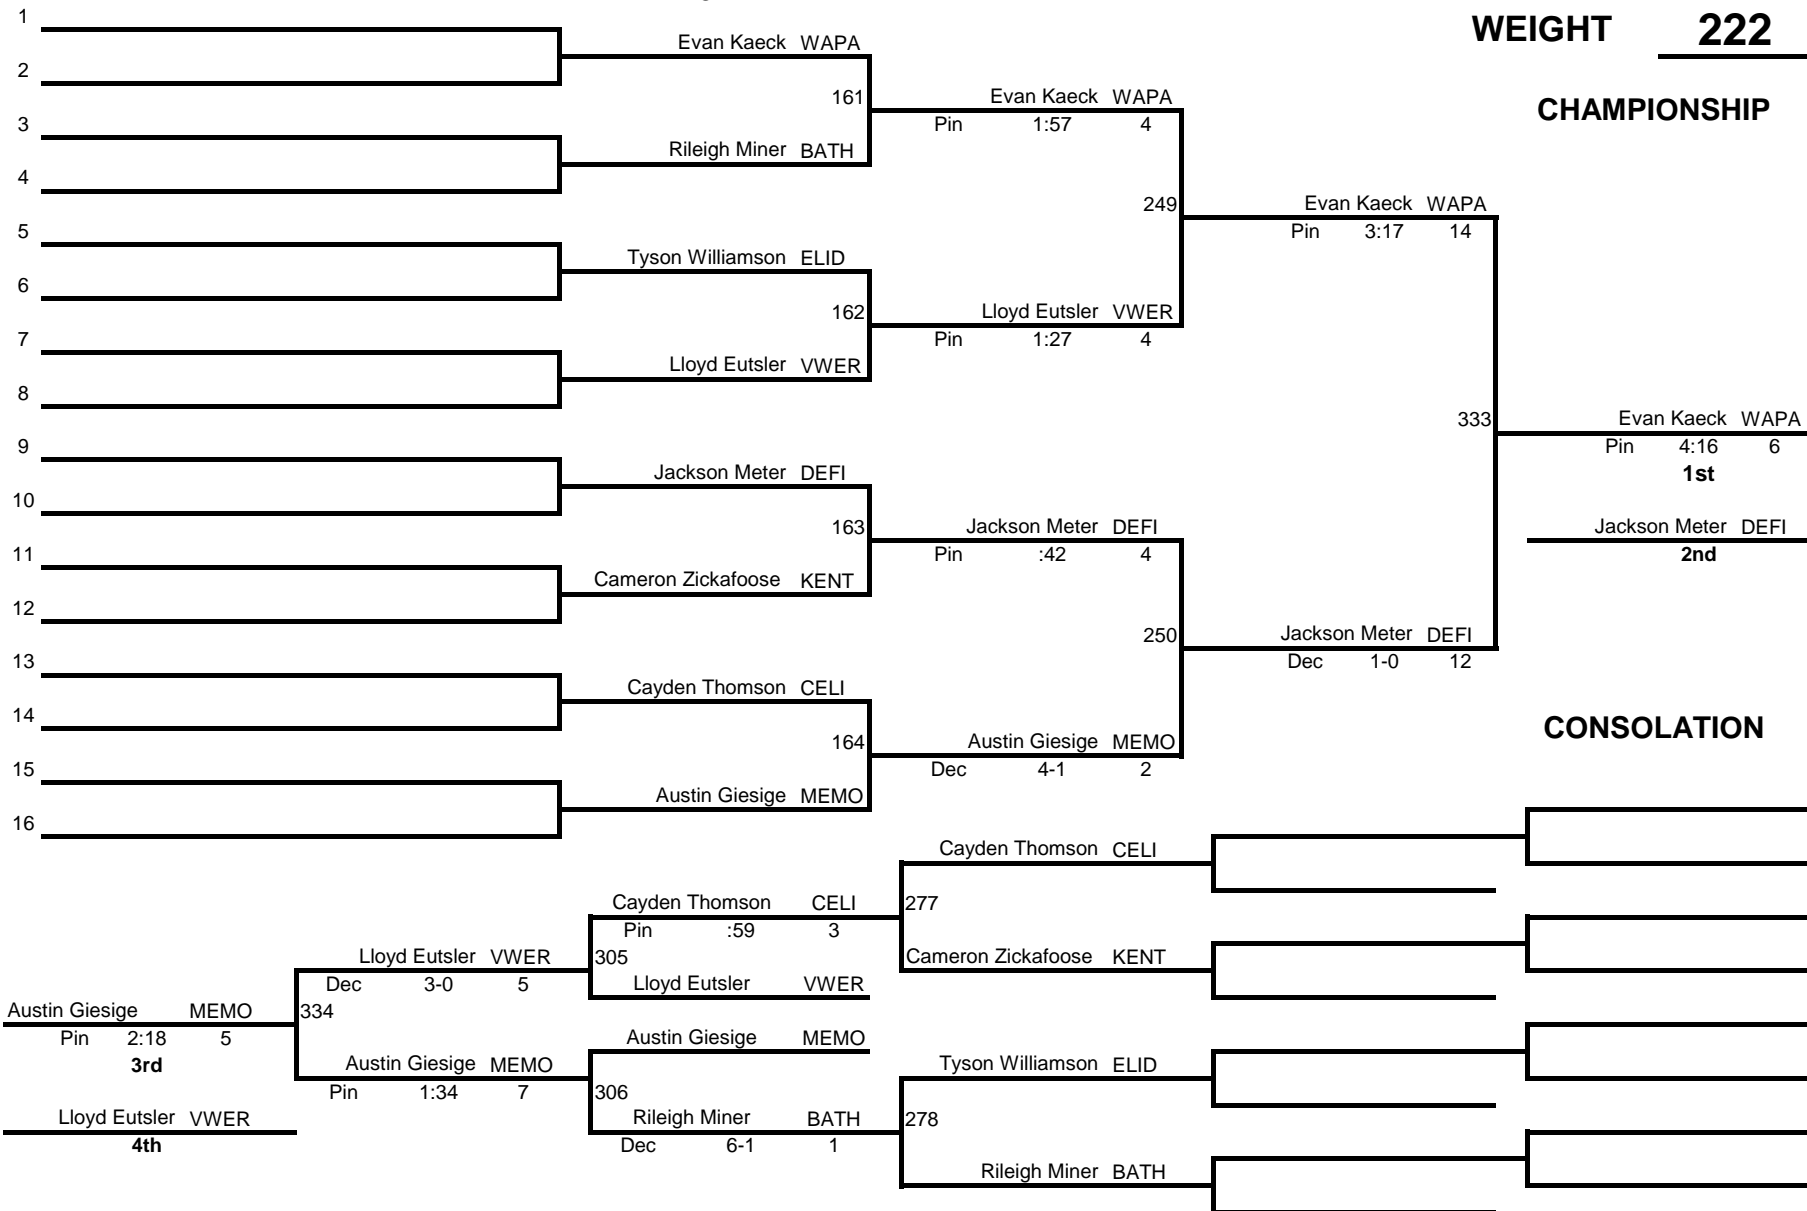 WEIGHT 222
1
Evan Kaeck WAPA
2
161
Evan Kaeck WAPA
CHAMPIONSHIP
Pin 1:57 4
3
Rileigh Miner BATH
4
249
Evan Kaeck WAPA
Pin 3:17 14
5
Tyson Williamson ELID
6
162
Lloyd Eutsler VWER
Pin 1:27 4
7
Lloyd Eutsler VWER
8
333
Evan Kaeck WAPA
Pin 4:16 6
1st
9
Jackson Meter DEFI
10
163
Jackson Meter DEFI
Pin :42 4
Jackson Meter DEFI
2nd
11
Cameron Zickafoose KENT
12
250
Jackson Meter DEFI
Dec 1-0 12
13
Cayden Thomson CELI
14
164
Austin Giesige MEMO
Dec 4-1 2
CONSOLATION
15
Austin Giesige MEMO
16
Cayden Thomson CELI
Cayden Thomson CELI
277
Pin :59 3
Lloyd Eutsler VWER
305
Cameron Zickafoose KENT
Dec 3-0 5
Lloyd Eutsler VWER
Austin Giesige MEMO
334
Pin 2:18 5
3rd
Austin Giesige MEMO
Austin Giesige MEMO
Tyson Williamson ELID
Pin 1:34 7
306
Lloyd Eutsler VWER
4th
Rileigh Miner BATH
278
Dec 6-1 1
Rileigh Miner BATH